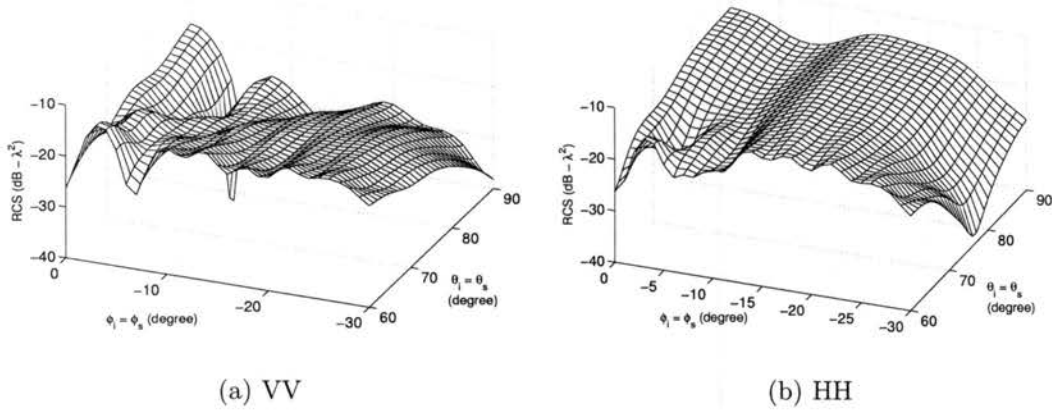 −10
−20
−30
−40
RCS (dB − λ²)
0
−10
−20
−30
ϕi = ϕs (degree)
60
70
80
90
θi = θs
(degree)
(a) VV
−10
−20
−30
−40
RCS (dB − λ²)
0
−5
−10
−15
−20
−25
−30
ϕi = ϕs (degree)
60
70
80
90
θi = θs
(degree)
(b) HH